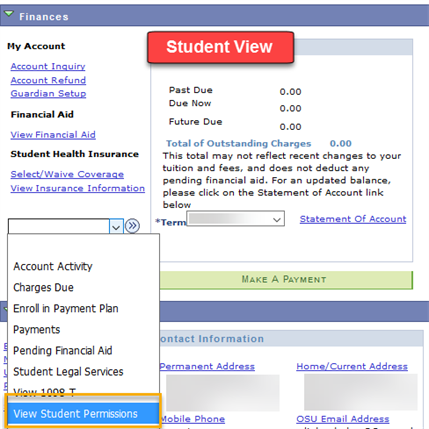 Finances
Student View
My Account
Account Inquiry
Account Refund
Guardian Setup
Financial Aid
View Financial Aid
Student Health Insurance
Select/Waive Coverage
View Insurance Information
Past Due 0.00
Due Now 0.00
Future Due 0.00
Total of Outstanding Charges 0.00
This total may not reflect recent changes to your
tuition and fees, and does not deduct any
pending financial aid. For an updated balance,
please click on the Statement of Account link
below
*Term
Statement Of Account
MAKE A PAYMENT
Account Activity
Charges Due
Enroll in Payment Plan
Payments
Pending Financial Aid
Student Legal Services
View 1098-T
View Student Permissions
ontact Information
Permanent Address
Home/Current Address
Mobile Phone
OSU Email Address